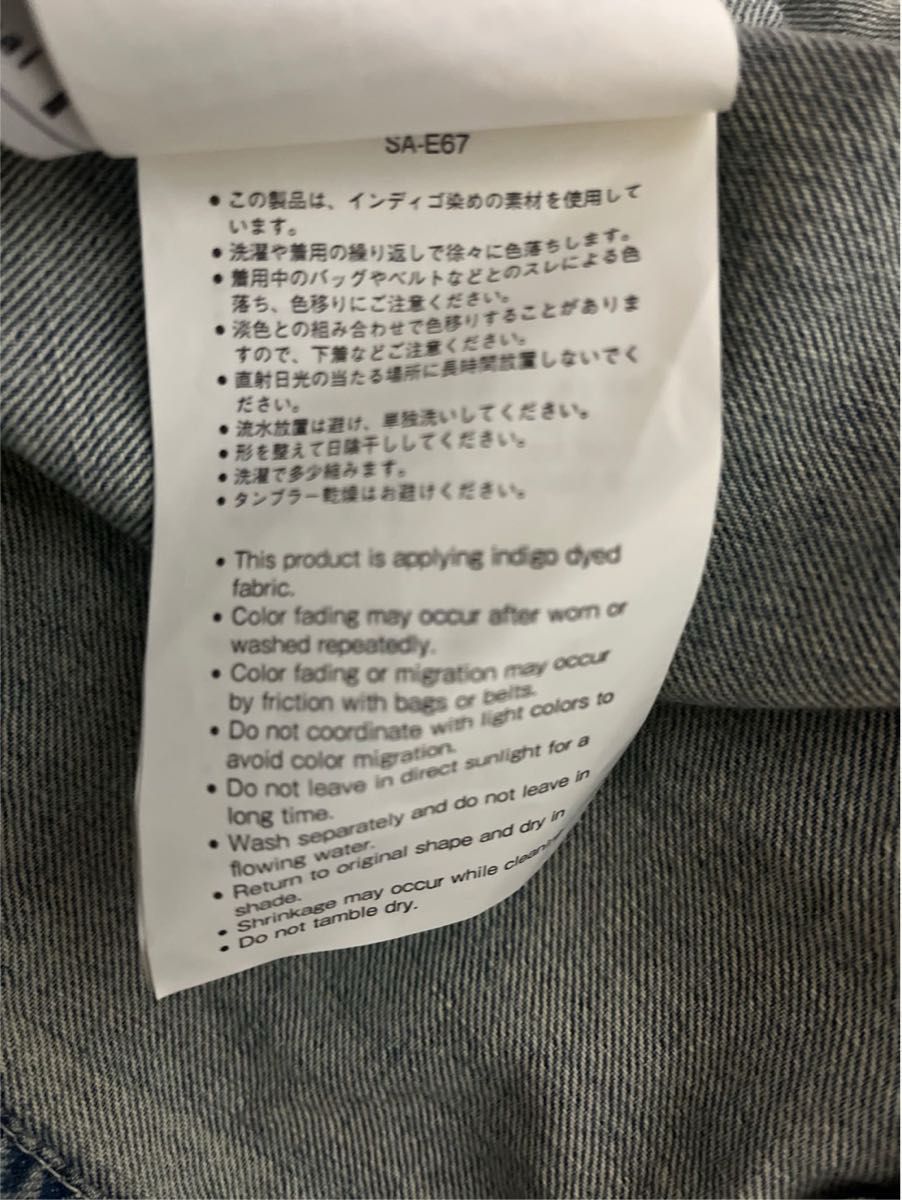 SA-E67
• この製品は、インディゴ染めの素材を使用して
います。
• 洗濯や着用の繰り返しで徐々に色落ちします。
• 着用中のバッグやベルトなどとのスレによる色
落ち、色移りにご注意ください。
• 淡色との組み合わせで色移りすることがありま
すので、下着などご注意ください。
• 直射日光の当たる場所に長時間放置しないでく
ださい。
• 流水放置は避け、単独洗いしてください。
• 形を整えて日陰干ししてください。
• 洗濯で多少組みます。
• タンブラー乾燥はお避けください。
• This product is applying indigo dyed
fabric.
• Color fading may occur after worn or
washed repeatedly.
• Color fading or migration may occur
by friction with bags or belts.
• Do not coordinate with light colors to
avoid color migration.
• Do not leave in direct sunlight for a
long time.
• Wash separately and do not leave in
flowing water.
• Return to original shape and dry in
shade.
• Shrinkage may occur while cleaning
• Do not tamble dry.